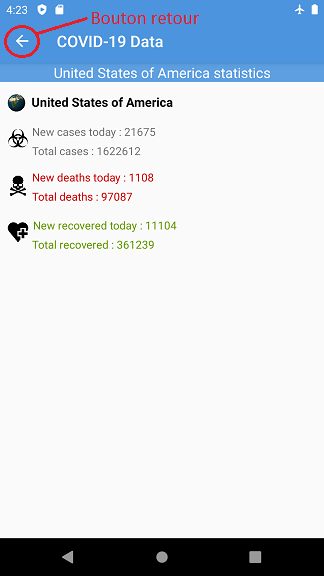 4:23
Bouton retour
COVID-19 Data
United States of America statistics
United States of America
New cases today : 21675
Total cases : 1622612
New deaths today : 1108
Total deaths : 97087
New recovered today : 11104
Total recovered : 361239